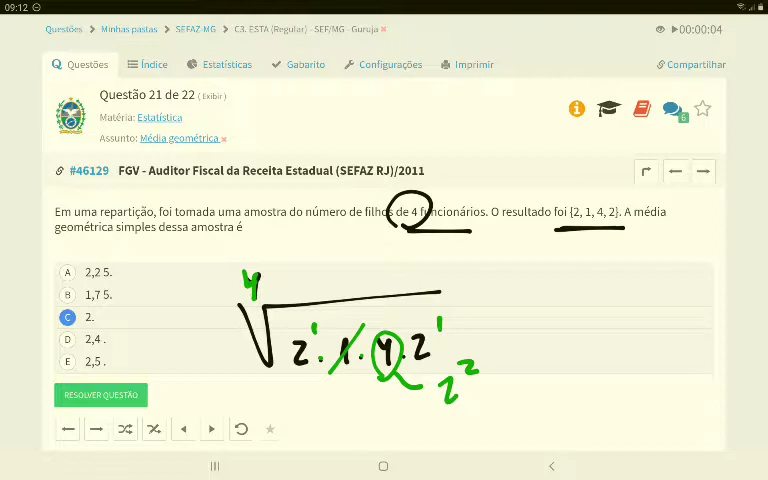 09:12
00:00:04
Questões > Minhas pastas > SEFAZ-MG > C3. ESTA (Regular) - SEF/MG - Guruja ×
Questões Índice Estatísticas Gabarito Configurações Imprimir Compartilhar
Questão 21 de 22 ( Exibir )
Matéria: Estatística
6
Assunto: Média geométrica ×
#46129 FGV - Auditor Fiscal da Receita Estadual (SEFAZ RJ)/2011
Em uma repartição, foi tomada uma amostra do número de filhos de 4 funcionários. O resultado foi {2, 1, 4, 2}. A média
geométrica simples dessa amostra é
A 2,2 5.
B 1,7 5.
C 2.
D 2,4 .
E 2,5 .
4
2¹ . 1 . 4 . 2¹
2²
RESOLVER QUESTÃO